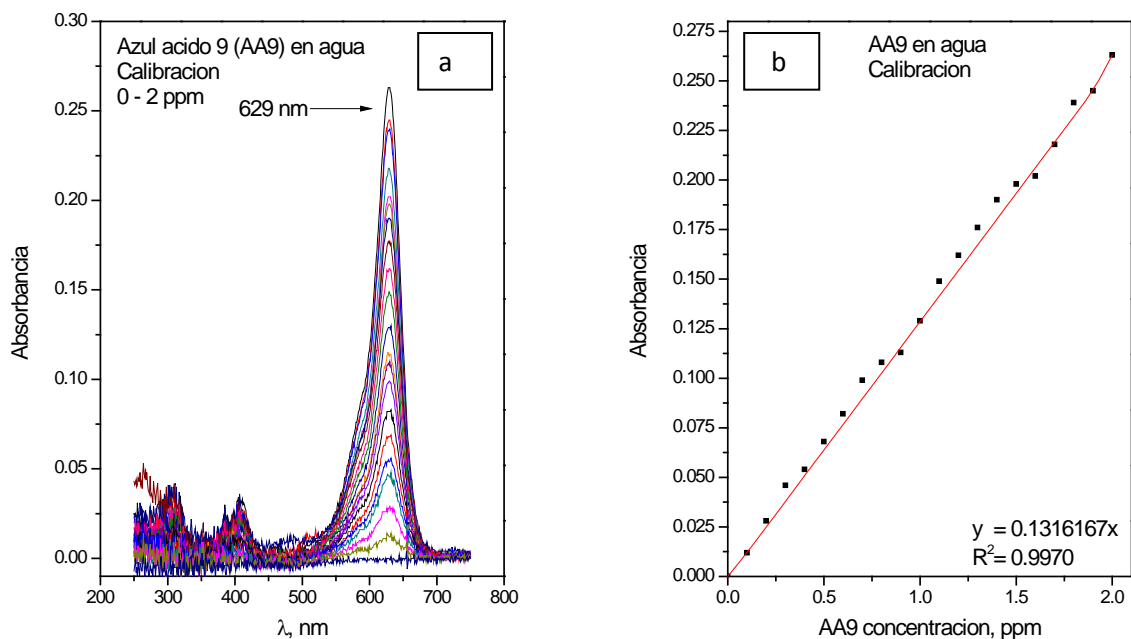 Azul acido 9 (AA9) en agua
Calibracion
0 - 2 ppm
a
629 nm
0.30
0.25
0.20
0.15
0.10
0.05
0.00
Absorbancia
200 300 400 500 600 700 800
λ, nm
b
AA9 en agua
Calibracion
0.275
0.250
0.225
0.200
0.175
0.150
0.125
0.100
0.075
0.050
0.025
0.000
Absorbancia
y = 0.1316167x
R²= 0.9970
0.0 0.5 1.0 1.5 2.0
AA9 concentracion, ppm